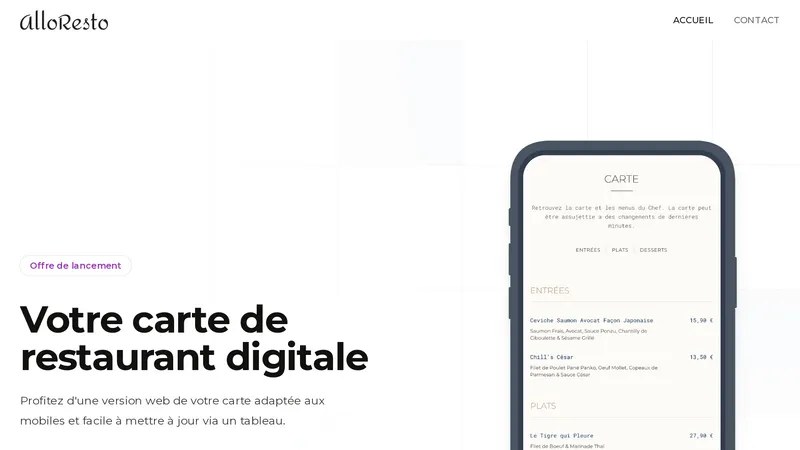 AlloResto
ACCUEIL
CONTACT
Offre de lancement
Votre carte de
restaurant digitale
Profitez d'une version web de votre carte adaptée aux
mobiles et facile à mettre à jour via un tableau.
CARTE
Retrouvez la carte et les menus du Chef. La carte peut
être assujettie a des changements de dernières
minutes.
ENTRÉES
PLATS
DESSERTS
ENTRÉES
Ceviche Saumon Avocat Façon Japonaise
15,90 €
Saumon Frais, Avocat, Sauce Ponzu, Chantilly de
Ciboulette & Sésame Grillé
Chill's César
13,50 €
Filet de Poulet Pané Panko, Oeuf Mollet, Copeaux de
Parmesan & Sauce César
PLATS
Le Tigre qui Pleure
27,90 €
Filet de Boeuf & Marinade Thaï